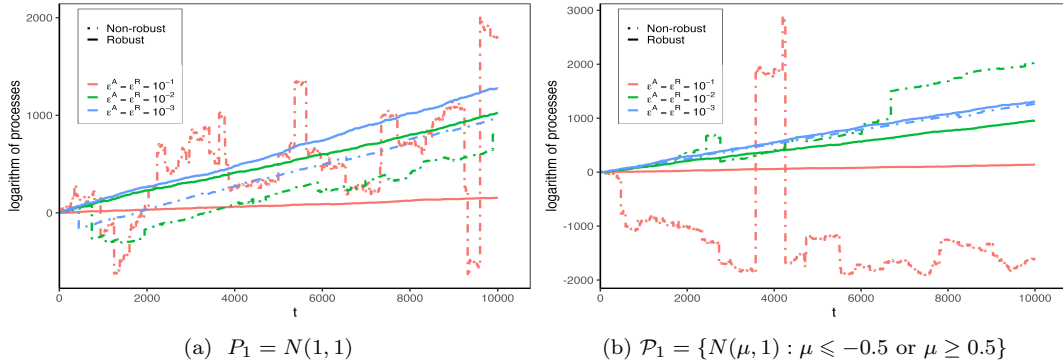 2000
1000
0
0
2000
4000
6000
8000
10000
logarithm of processes
t
Non-robust
Robust
ε^A = ε^R = 10^-1
ε^A = ε^R = 10^-2
ε^A = ε^R = 10^-3
(a) P₁ = N(1, 1)
3000
2000
1000
0
-1000
-2000
0
2000
4000
6000
8000
10000
logarithm of processes
t
Non-robust
Robust
ε^A = ε^R = 10^-1
ε^A = ε^R = 10^-2
ε^A = ε^R = 10^-3
(b) 𝒫₁ = {N(μ, 1) : μ ⩽ −0.5 or μ ≥ 0.5}